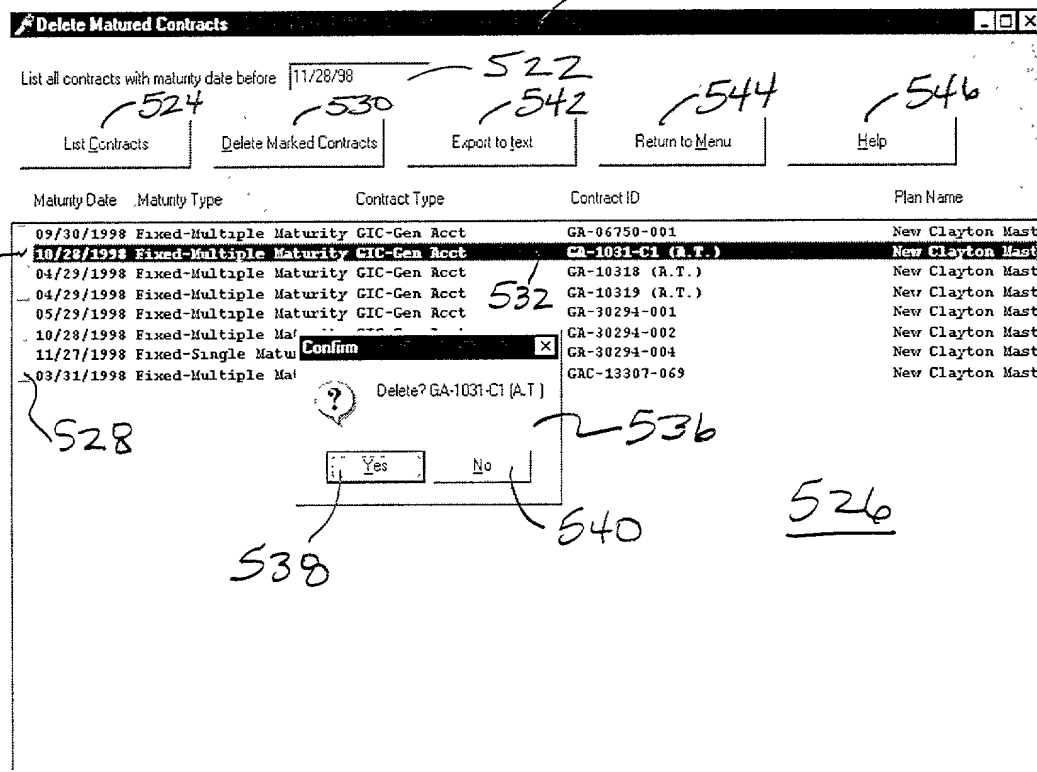 Delete Matured Contracts
List all contracts with maturity date before 11/28/98 522
524 530 542 544 546
List Contracts Delete Marked Contracts Export to text Return to Menu Help
Maturity Date Maturity Type Contract Type Contract ID Plan Name
09/30/1998 Fixed-Multiple Maturity GIC-Gen Acct GA-06750-001 New Clayton Mast
10/28/1998 Fixed-Multiple Maturity GIC-Gen Acct GA-1031-C1 (A.T.) New Clayton Mast
04/29/1998 Fixed-Multiple Maturity GIC-Gen Acct GA-10318 (A.T.) New Clayton Mast
04/29/1998 Fixed-Multiple Maturity GIC-Gen Acct 532 GA-10319 (A.T.) New Clayton Mast
05/29/1998 Fixed-Multiple Maturity GIC-Gen Acct GA-30294-001 New Clayton Mast
10/28/1998 Fixed-Multiple Mat GA-30294-002 New Clayton Mast
11/27/1998 Fixed-Single Matu GA-30294-004 New Clayton Mast
03/31/1998 Fixed-Multiple Mat GAC-13307-069 New Clayton Mast
Confirm
Delete? GA-1031-C1 (A.T)
528 536
Yes No
526
538 540